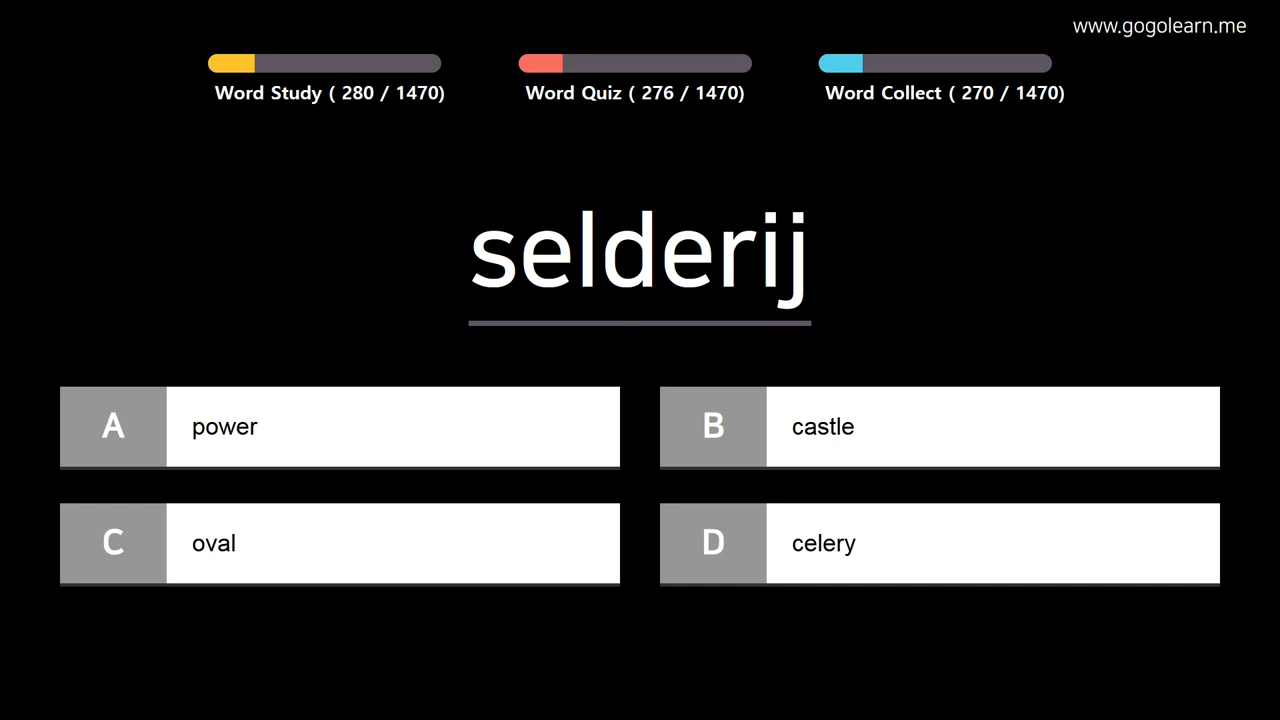 www.gogolearn.me
Word Study ( 280 / 1470)
Word Quiz ( 276 / 1470)
Word Collect ( 270 / 1470)
selderij
A power
B castle
C oval
D celery